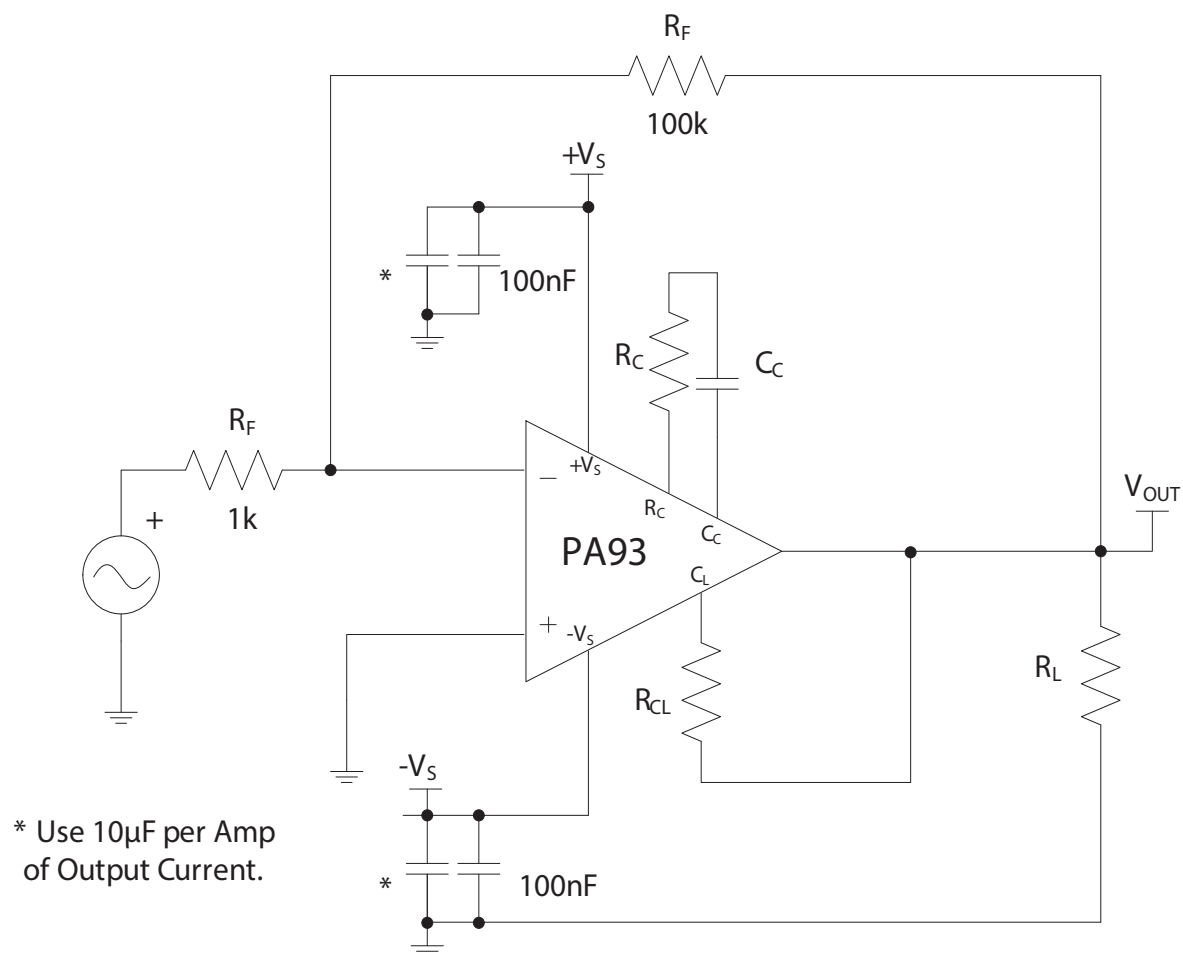 R_F
100k
+V_S
*
100nF
R_C
C_C
R_F
1k
+
−
+V_S
R_C
C_C
PA93
C_L
+
-V_S
V_OUT
R_CL
R_L
-V_S
* Use 10µF per Amp
of Output Current.
*
100nF